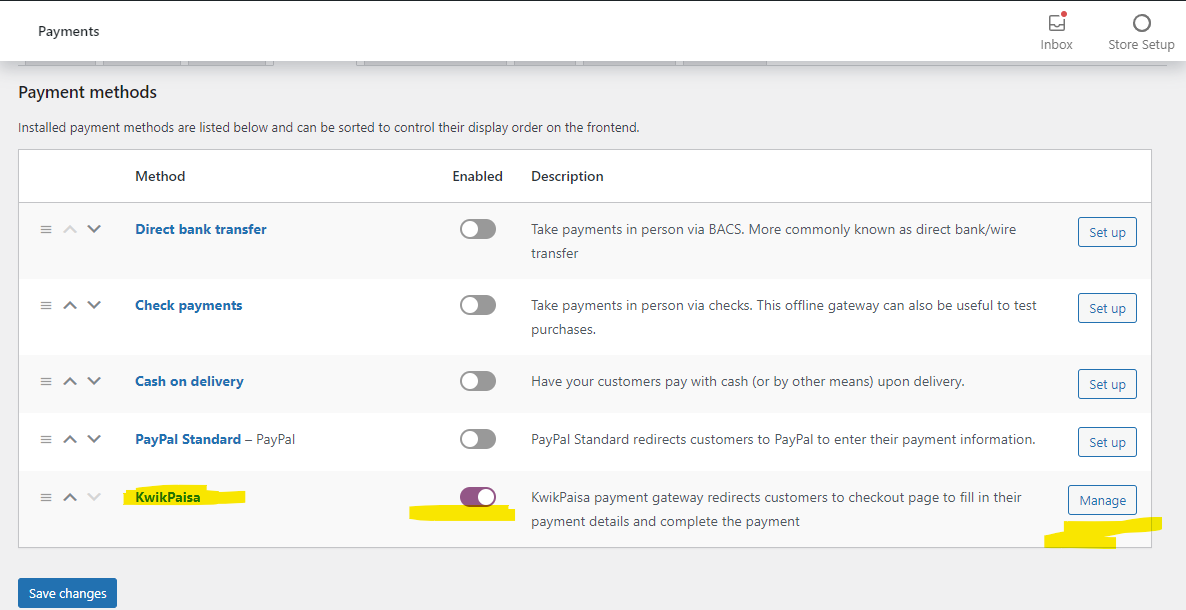 Payments
Inbox
Store Setup
Payment methods
Installed payment methods are listed below and can be sorted to control their display order on the frontend.
Method Enabled Description
Direct bank transfer
Take payments in person via BACS. More commonly known as direct bank/wire
transfer
Set up
Check payments
Take payments in person via checks. This offline gateway can also be useful to test
purchases.
Set up
Cash on delivery
Have your customers pay with cash (or by other means) upon delivery.
Set up
PayPal Standard – PayPal
PayPal Standard redirects customers to PayPal to enter their payment information.
Set up
KwikPaisa
KwikPaisa payment gateway redirects customers to checkout page to fill in their
payment details and complete the payment
Manage
Save changes